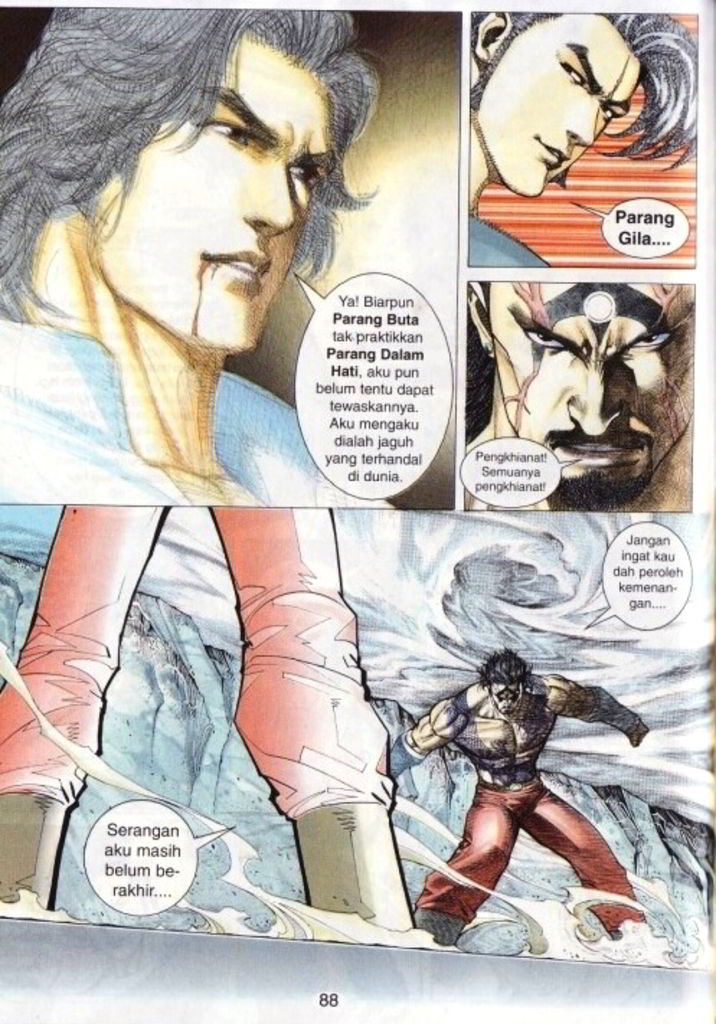 Ya! Biarpun
Parang Buta
tak praktikkan
Parang Dalam
Hati, aku pun
belum tentu dapat
tewaskannya.
Aku mengaku
dialah jaguh
yang terhandal
di dunia.
Parang
Gila....
Pengkhianat!
Semuanya
pengkhianat!
Jangan
ingat kau
dah peroleh
kemenan-
gan....
Serangan
aku masih
belum be-
rakhir....
88